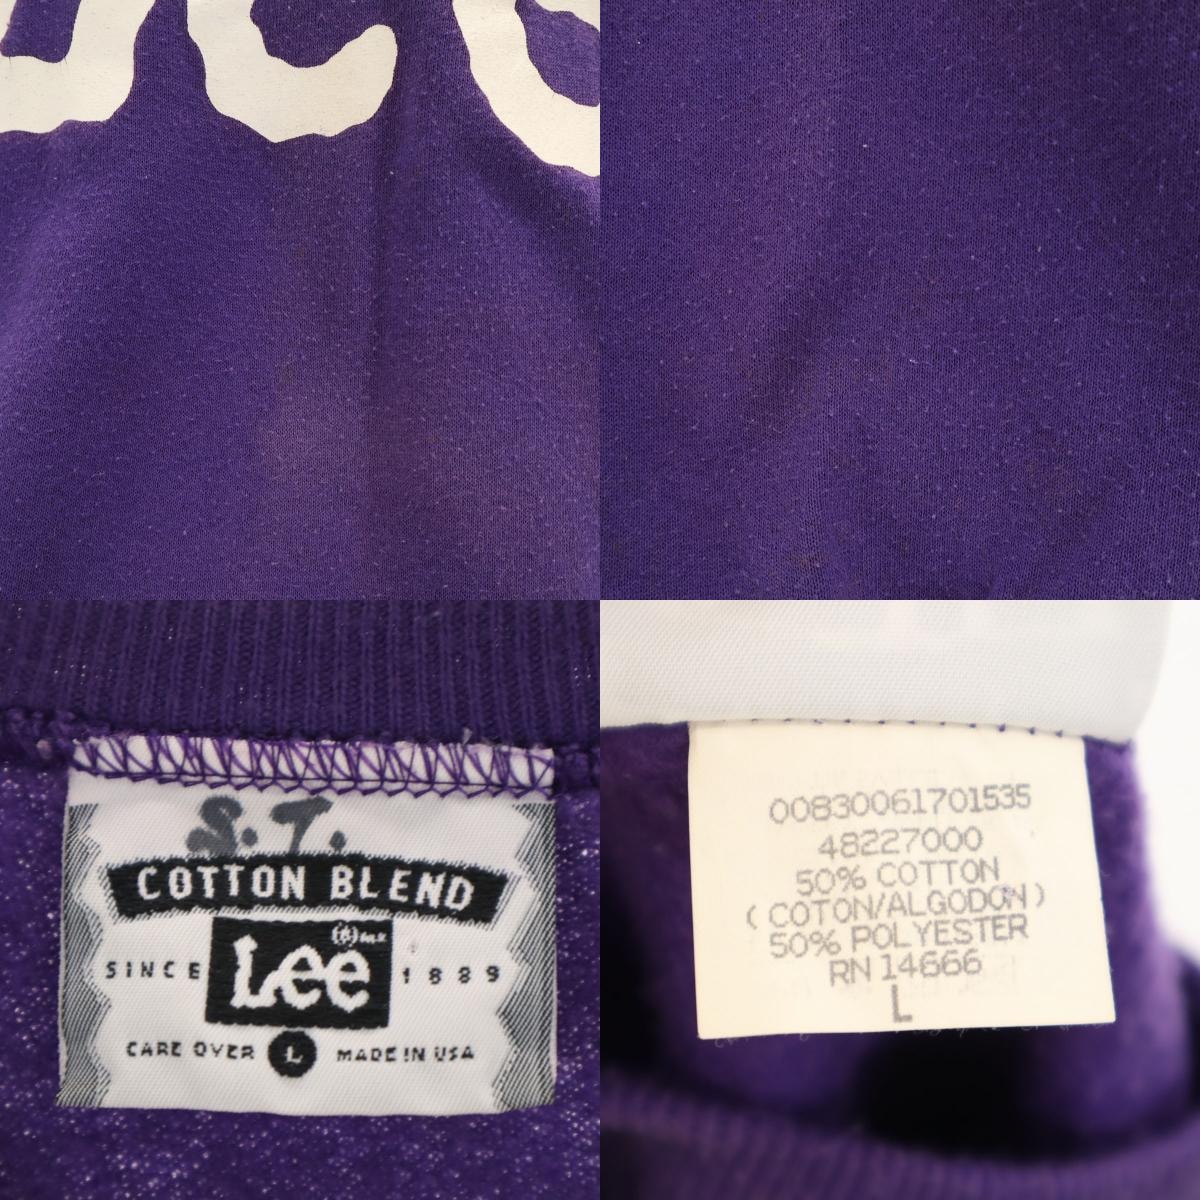 S.T.
COTTON BLEND
Lee
SINCE 1889
CARE OVER L MADE IN USA
00830061701535
48227000
50% COTTON
(COTON/ALGODON)
50% POLYESTER
RN 14666
L